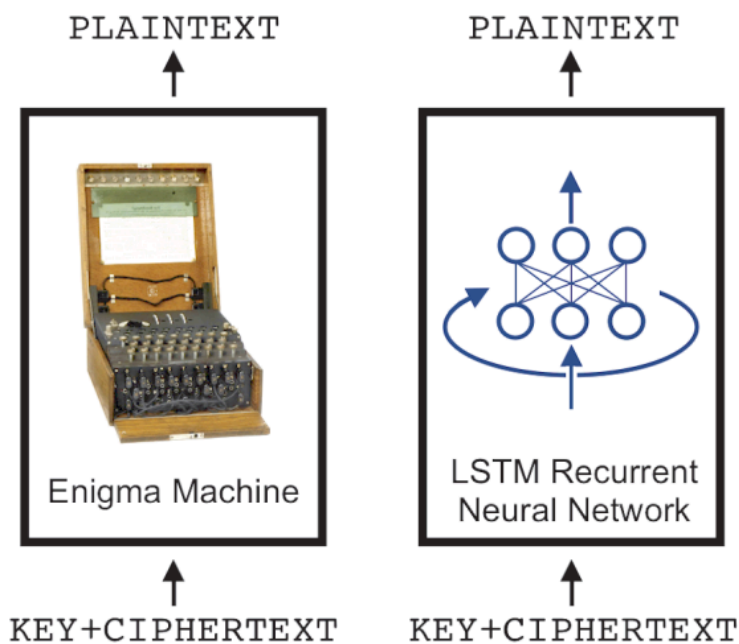 PLAINTEXT
Enigma Machine
KEY+CIPHERTEXT
PLAINTEXT
LSTM Recurrent
Neural Network
KEY+CIPHERTEXT